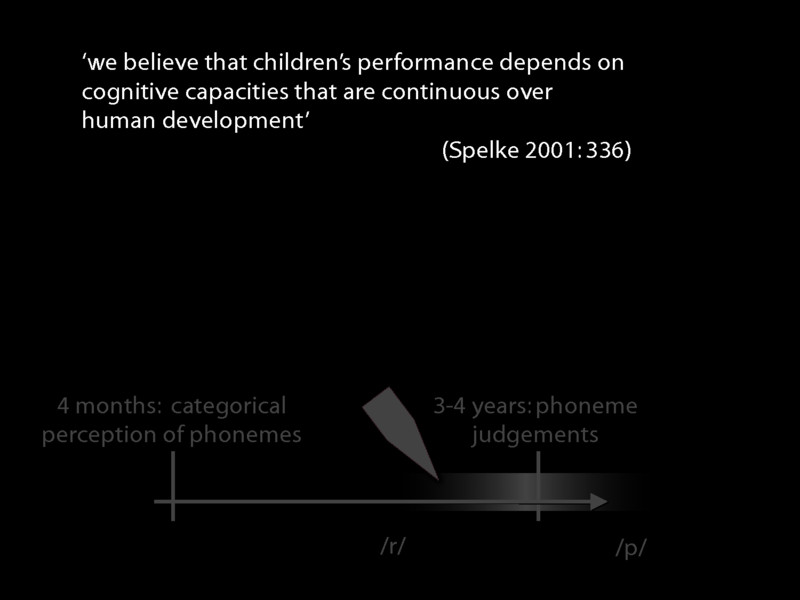 ‘we believe that children’s performance depends on
cognitive capacities that are continuous over
human development’
(Spelke 2001: 336)
4 months: categorical
perception of phonemes
3-4 years: phoneme
judgements
/r/
/p/